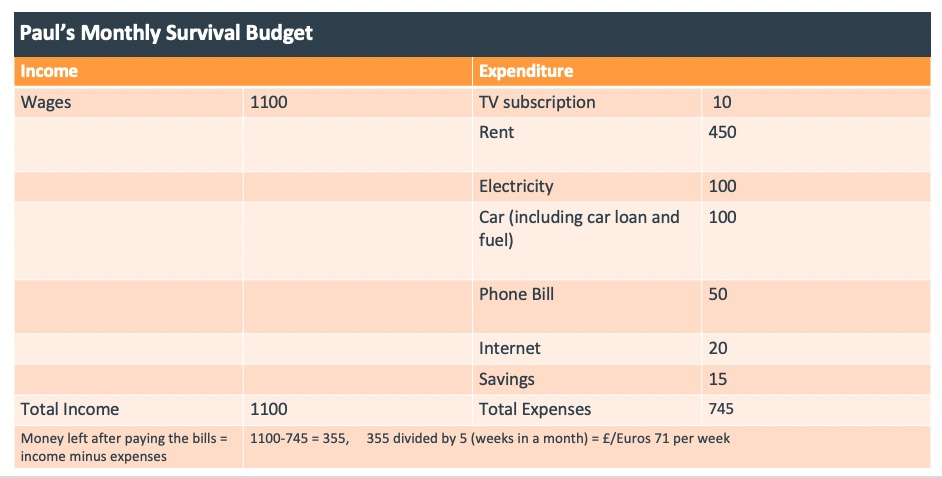 Paul’s Monthly Survival Budget
Income Expenditure
Wages 1100 TV subscription 10
Rent 450
Electricity 100
Car (including car loan and 100
fuel)
Phone Bill 50
Internet 20
Savings 15
Total Income 1100 Total Expenses 745
Money left after paying the bills = 1100-745 = 355, 355 divided by 5 (weeks in a month) = £/Euros 71 per week
income minus expenses